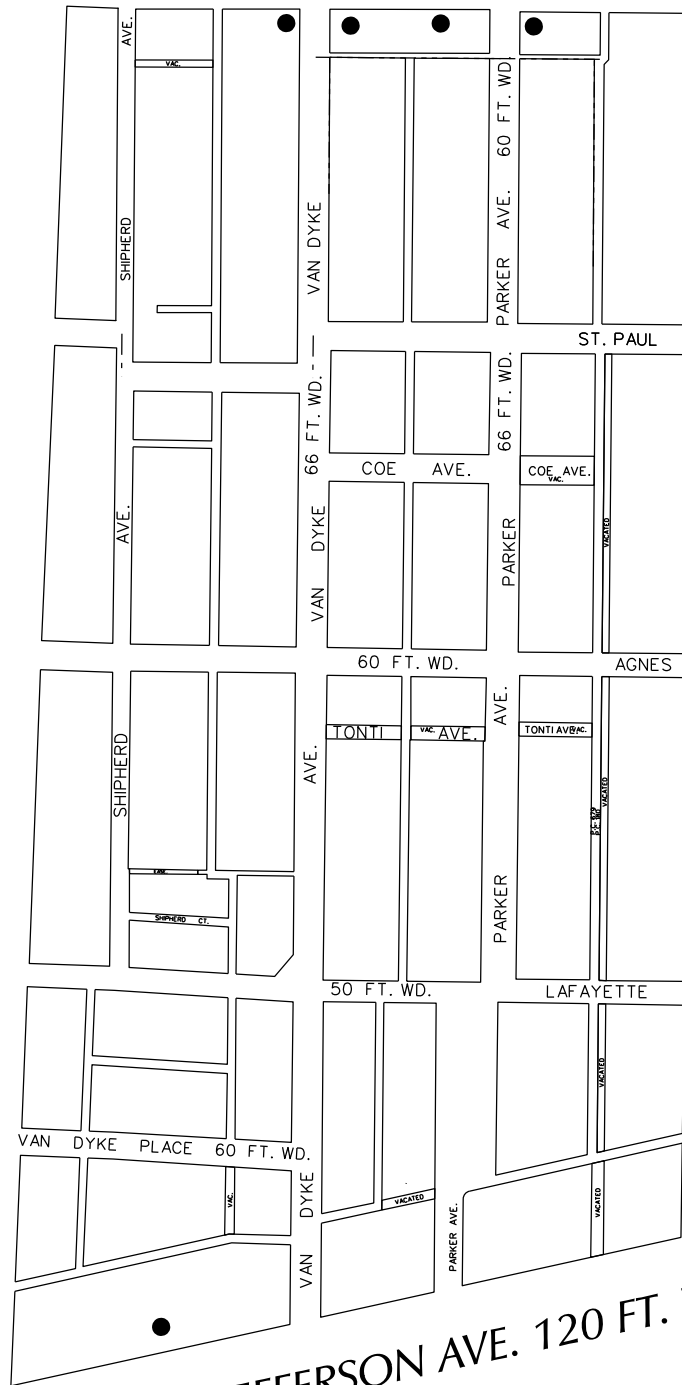 AVE.
VAC.
60 FT. WD.
SHIPHERD
VAN DYKE
PARKER AVE.
ST. PAUL
66 FT. WD.
66 FT. WD.
COE AVE.
COE AVE.
VAC.
AVE.
VAN DYKE
PARKER
VACATED
60 FT. WD.
AGNES
SHIPHERD
AVE.
AVE.
TONTI
VAC.
AVE.
TONTI AVE.
VAC.
VACATED
PARKER
SHIPHERD CT.
50 FT. WD.
LAFAYETTE
VACATED
VAN DYKE PLACE 60 FT. WD.
VAC.
VAN DYKE
VACATED
PARKER AVE.
VACATED
AVE. 120 FT.